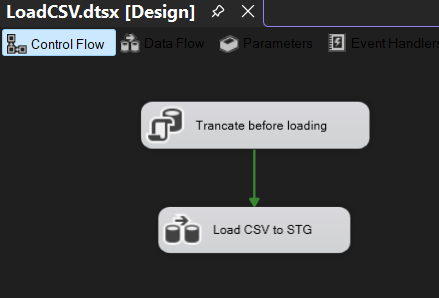 LoadCSV.dtsx [Design]
Control Flow Data Flow Parameters Event Handlers
Trancate before loading
Load CSV to STG